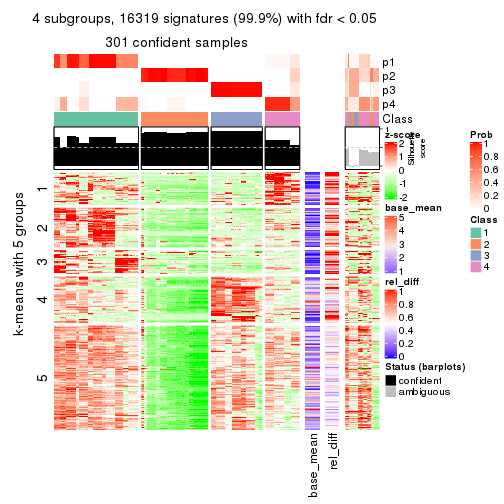 4 subgroups, 16319 signatures (99.9%) with fdr < 0.05
301 confident samples
p1
p2
p3
p4
Class
1
Silhouette
score
z-score
2
1
0
-1
-2
Prob
1
0.8
0.6
0.4
0.2
0
base_mean
5
4
3
2
1
Class
1
2
3
4
rel_diff
1
0.8
0.6
0.4
0.2
0
Status (barplots)
confident
ambiguous
k-means with 5 groups
1
2
3
4
5
base_mean
rel_diff